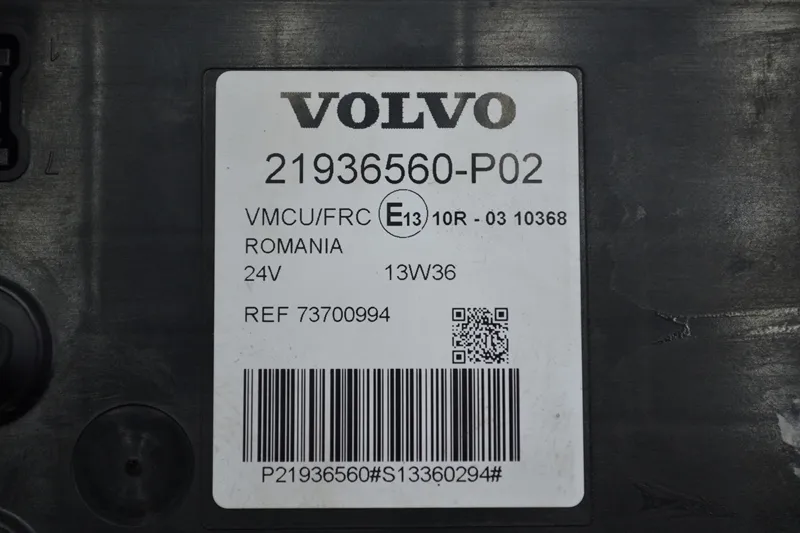 VOLVO
21936560-P02
VMCU/FRC E13 10R - 03 10368
ROMANIA
24V 13W36
REF 73700994
P21936560#S13360294#